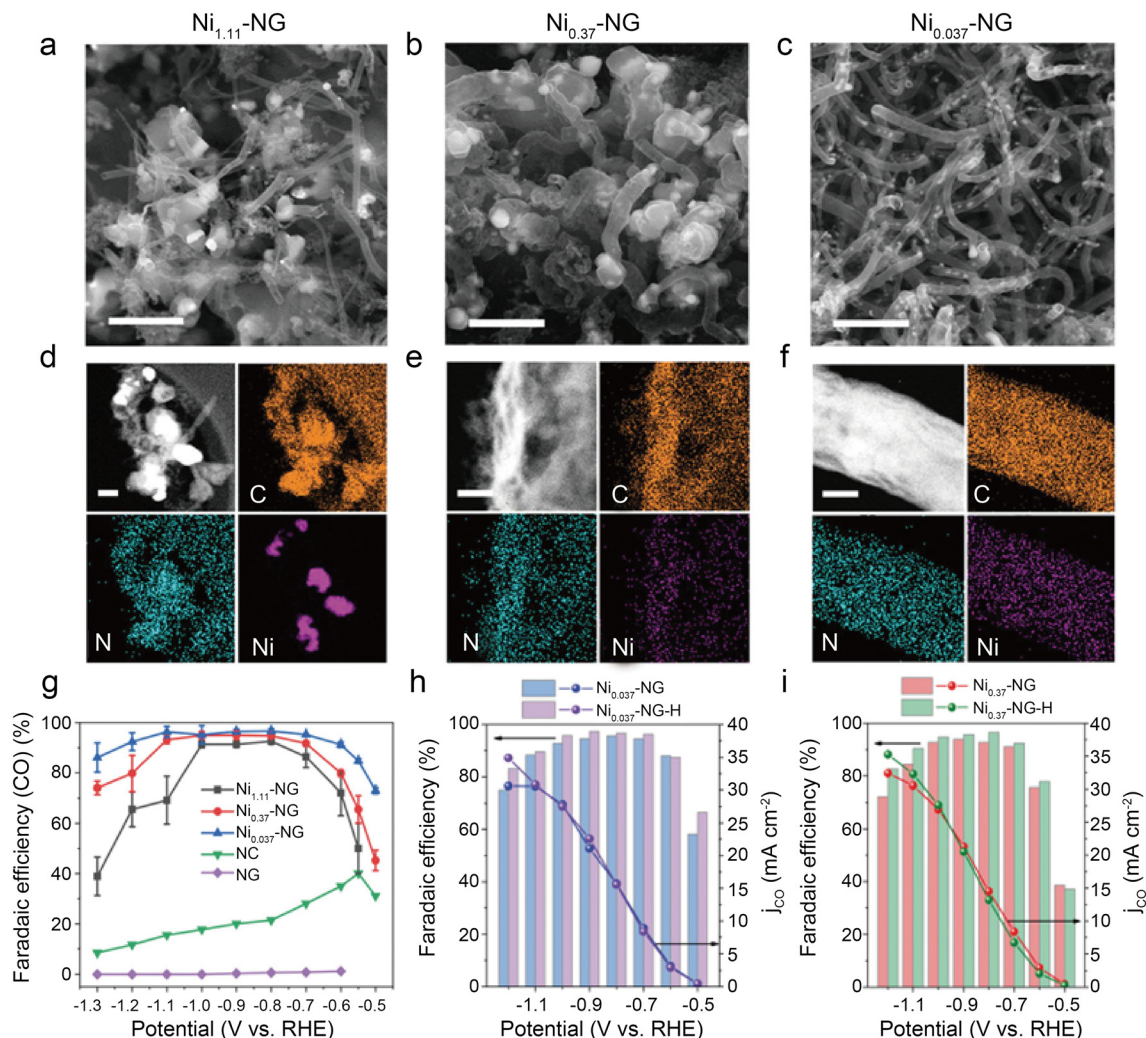 Ni1.11-NG
Ni0.37-NG
Ni0.037-NG
a
b
c
d
e
f
C
C
C
N
Ni
N
Ni
N
Ni
g
h
i
Faradaic efficiency (CO) (%)
100
80
60
40
20
0
Ni1.11-NG
Ni0.37-NG
Ni0.037-NG
NC
NG
-1.3 -1.2 -1.1 -1.0 -0.9 -0.8 -0.7 -0.6 -0.5
Potential (V vs. RHE)
Ni0.037-NG
Ni0.037-NG-H
Faradaic efficiency (%)
100
80
60
40
20
0
40
35
30
25
20
15
10
5
0
jCO (mA cm-2)
-1.1 -0.9 -0.7 -0.5
Potential (V vs. RHE)
Ni0.37-NG
Ni0.37-NG-H
Faradaic efficiency (%)
100
80
60
40
20
0
40
35
30
25
20
15
10
5
0
jCO (mA cm-2)
-1.1 -0.9 -0.7 -0.5
Potential (V vs. RHE)